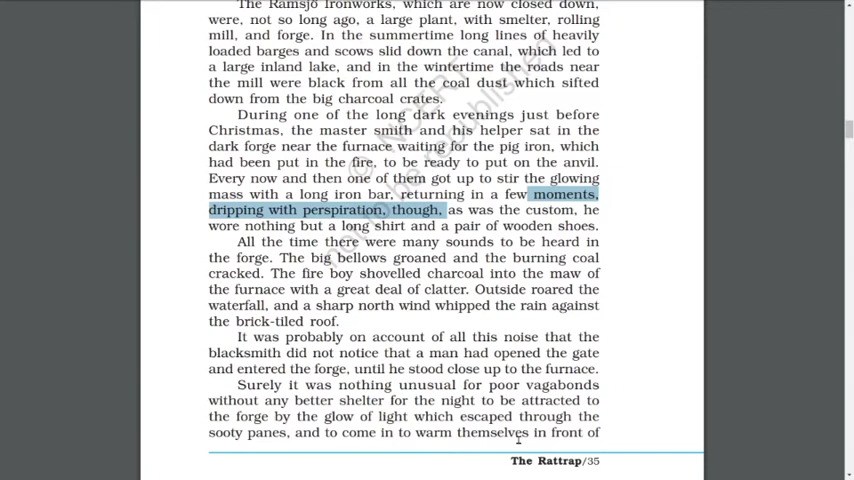 The Ramsjö Ironworks, which are now closed down,
were, not so long ago, a large plant, with smelter, rolling
mill, and forge. In the summertime long lines of heavily
loaded barges and scows slid down the canal, which led to
a large inland lake, and in the wintertime the roads near
the mill were black from all the coal dust which sifted
down from the big charcoal crates.
During one of the long dark evenings just before
Christmas, the master smith and his helper sat in the
dark forge near the furnace waiting for the pig iron, which
had been put in the fire, to be ready to put on the anvil.
Every now and then one of them got up to stir the glowing
mass with a long iron bar, returning in a few moments,
dripping with perspiration, though, as was the custom, he
wore nothing but a long shirt and a pair of wooden shoes.
All the time there were many sounds to be heard in
the forge. The big bellows groaned and the burning coal
cracked. The fire boy shovelled charcoal into the maw of
the furnace with a great deal of clatter. Outside roared the
waterfall, and a sharp north wind whipped the rain against
the brick-tiled roof.
It was probably on account of all this noise that the
blacksmith did not notice that a man had opened the gate
and entered the forge, until he stood close up to the furnace.
Surely it was nothing unusual for poor vagabonds
without any better shelter for the night to be attracted to
the forge by the glow of light which escaped through the
sooty panes, and to come in to warm themselves in front of
The Rattrap/35
© NCERT
not to be republished